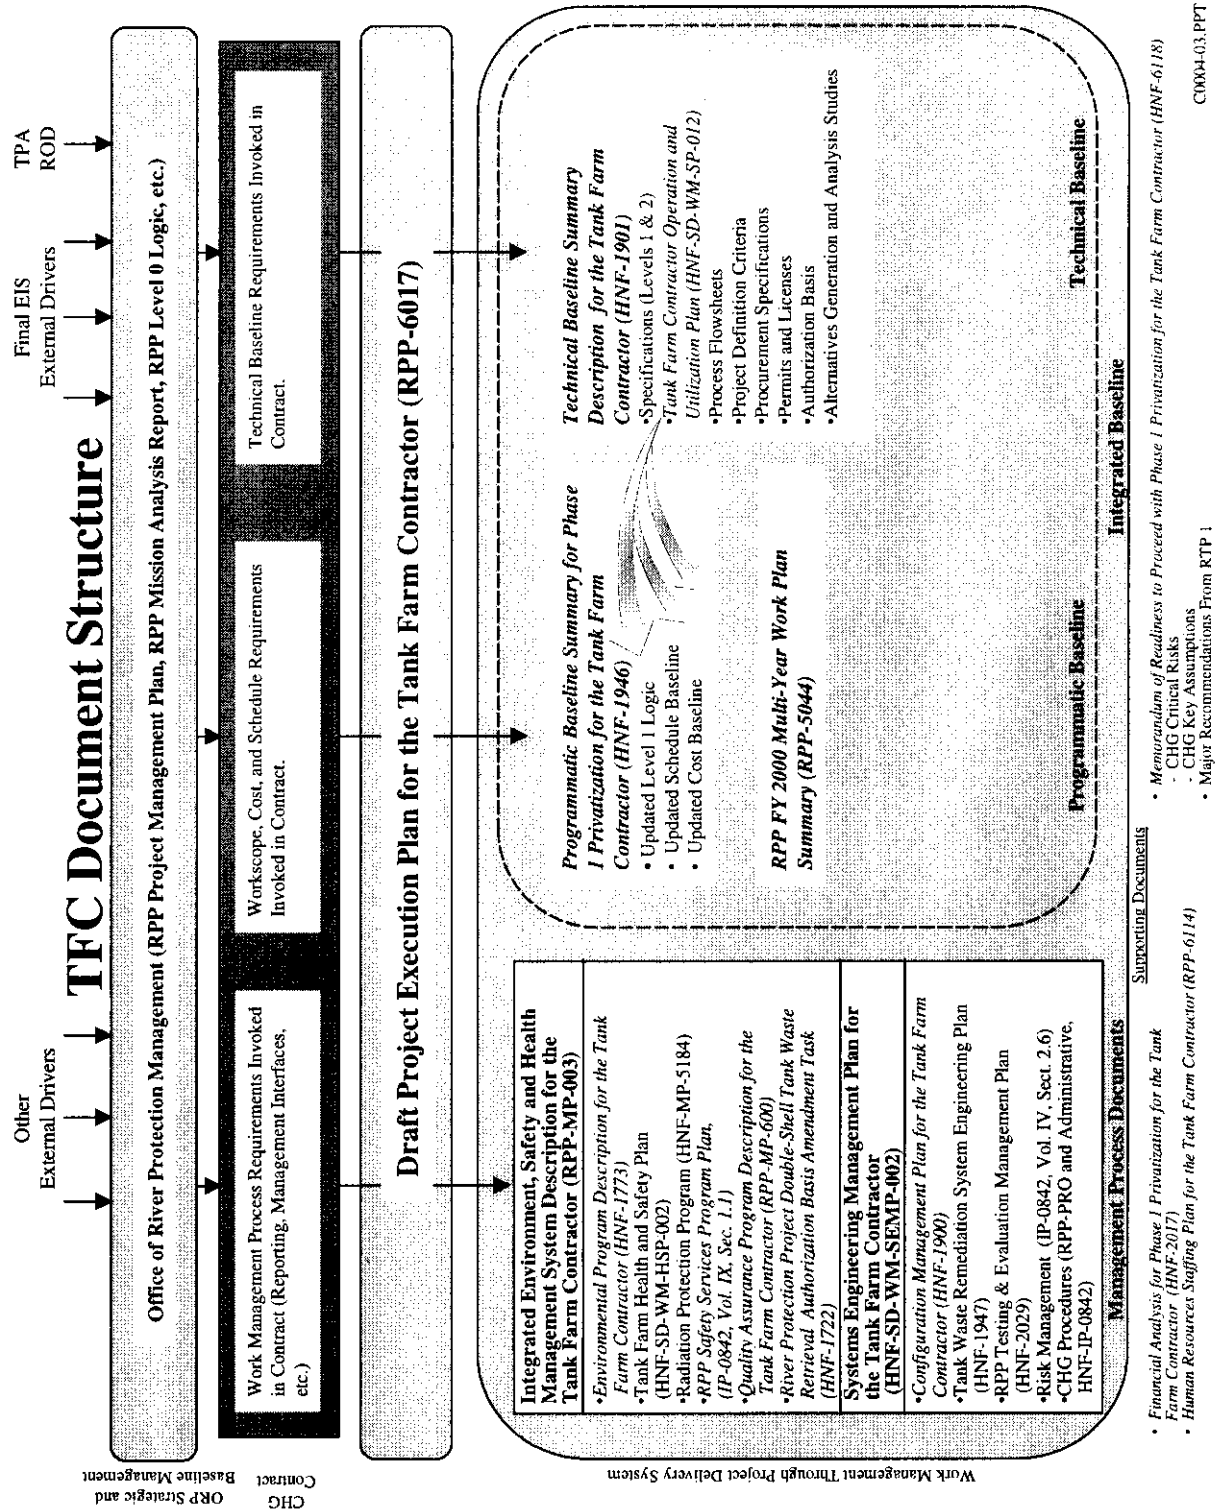 TFC Document Structure
Other
External Drivers
Final EIS
External Drivers
TPA
ROD
ORP Strategic and
Baseline Management
Office of River Protection Management (RPP Project Management Plan, RPP Mission Analysis Report, RPP Level 0 Logic, etc.)
CHG
Contract
Work Management Process Requirements Invoked
in Contract (Reporting, Management Interfaces,
etc.)
Workscope, Cost, and Schedule Requirements
Invoked in Contract.
Technical Baseline Requirements Invoked in
Contract.
Draft Project Execution Plan for the Tank Farm Contractor (RPP-6017)
Work Management Through Project Delivery System
Integrated Environment, Safety and Health
Management System Description for the
Tank Farm Contractor (RPP-MP-003)
•Environmental Program Description for the Tank
Farm Contractor (HNF-1773)
•Tank Farm Health and Safety Plan
(HNF-SD-WM-HSP-002)
•Radiation Protection Program (HNF-MP-5184)
•RPP Safety Services Program Plan,
(IP-0842, Vol. IX, Sec. 1.1)
•Quality Assurance Program Description for the
Tank Farm Contractor (RPP-MP-600)
•River Protection Project Double-Shell Tank Waste
Retrieval Authorization Basis Amendment Task
(HNF-1722)
Systems Engineering Management Plan for
the Tank Farm Contractor
(HNF-SD-WM-SEMP-002)
•Configuration Management Plan for the Tank Farm
Contractor (HNF-1900)
•Tank Waste Remediation System Engineering Plan
(HNF-1947)
•RPP Testing & Evaluation Management Plan
(HNF-2029)
•Risk Management (IP-0842, Vol. IV, Sect. 2.6)
•CHG Procedures (RPP-PRO and Administrative,
HNF-IP-0842)
Management Process Documents
Programmatic Baseline Summary for Phase
1 Privatization for the Tank Farm
Contractor (HNF-1946)
• Updated Level 1 Logic
• Updated Schedule Baseline
• Updated Cost Baseline
RPP FY 2000 Multi-Year Work Plan
Summary (RPP-5044)
Programmatic Baseline
Technical Baseline Summary
Description for the Tank Farm
Contractor (HNF-1901)
•Specifications (Levels 1 & 2)
•Tank Farm Contractor Operation and
Utilization Plan (HNF-SD-WM-SP-012)
•Process Flowsheets
•Project Definition Criteria
•Procurement Specifications
•Permits and Licenses
•Authorization Basis
•Alternatives Generation and Analysis Studies
Technical Baseline
Integrated Baseline
Supporting Documents
• Financial Analysis for Phase 1 Privatization for the Tank
Farm Contractor (HNF-2017)
• Human Resources Staffing Plan for the Tank Farm Contractor (RPP-6114)
• Memorandum of Readiness to Proceed with Phase 1 Privatization for the Tank Farm Contractor (HNF-6118)
- CHG Critical Risks
- CHG Key Assumptions
• Major Recommendations From RTP 1
C0004-03.PPT